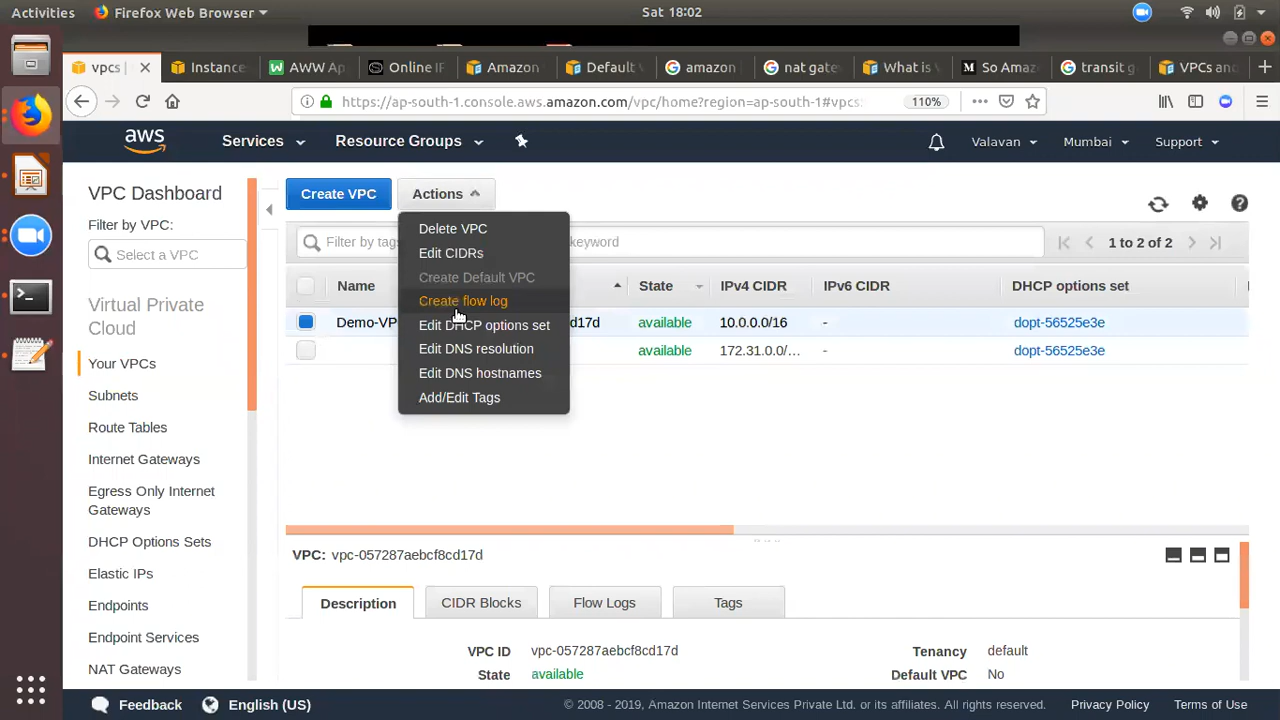 Activities Firefox Web Browser Sat 18:02
vpcs | Instance AWW Ap Online IF Amazon Default amazon nat gate What is So Amaz transit g VPCs and
https://ap-south-1.console.aws.amazon.com/vpc/home?region=ap-south-1#vpcs: 110%
aws Services Resource Groups Valavan Mumbai Support
VPC Dashboard
Filter by VPC:
Select a VPC
Virtual Private
Cloud
Your VPCs
Subnets
Route Tables
Internet Gateways
Egress Only Internet
Gateways
DHCP Options Sets
Elastic IPs
Endpoints
Endpoint Services
NAT Gateways
Create VPC Actions
Delete VPC
Edit CIDRs
Create Default VPC
Create flow log
Edit DHCP options set
Edit DNS resolution
Edit DNS hostnames
Add/Edit Tags
Filter by tags keyword 1 to 2 of 2
Name State IPv4 CIDR IPv6 CIDR DHCP options set
Demo-VP d17d available 10.0.0.0/16 - dopt-56525e3e
available 172.31.0.0/... - dopt-56525e3e
VPC: vpc-057287aebcf8cd17d
Description CIDR Blocks Flow Logs Tags
VPC ID vpc-057287aebcf8cd17d Tenancy default
State available Default VPC No
Feedback English (US) © 2008 - 2019, Amazon Internet Services Private Ltd. or its affiliates. All rights reserved. Privacy Policy Terms of Use